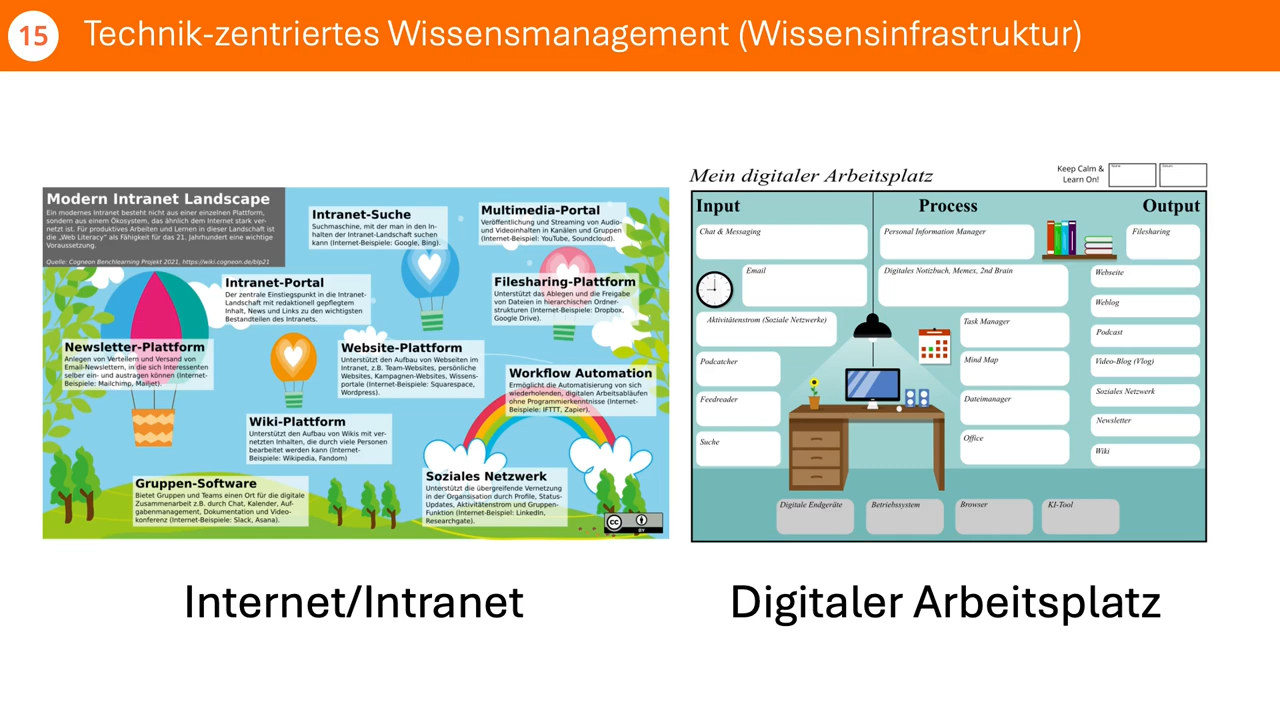 15
Technik-zentriertes Wissensmanagement (Wissensinfrastruktur)
Modern Intranet Landscape
Ein modernes Intranet besteht nicht aus einer einzelnen Plattform,
sondern aus einem Ökosystem, das ähnlich dem Internet stark ver-
netzt ist. Für produktives Arbeiten und Lernen in dieser Landschaft ist
die „Web Literacy" als Fähigkeit für das 21. Jahrhundert eine wichtige
Voraussetzung.
Quelle: Cogneon Benchlearning Projekt 2021, https://wiki.cogneon.de/blp21
Intranet-Suche
Suchmaschine, mit der man in den In-
halten der Intranet-Landschaft suchen
kann (Internet-Beispiele: Google, Bing).
Multimedia-Portal
Veröffentlichung und Streaming von Audio-
und Videoinhalten in Kanälen und Gruppen
(Internet-Beispiel: YouTube, Soundcloud).
Intranet-Portal
Der zentrale Einstiegspunkt in die Intranet-
Landschaft mit redaktionell gepflegtem
Inhalt, News und Links zu den wichtigsten
Bestandteilen des Intranets.
Filesharing-Plattform
Unterstützt das Ablegen und die Freigabe
von Dateien in hierarchischen Ordner-
strukturen (Internet-Beispiel: Dropbox,
Google Drive).
Newsletter-Plattform
Anlegen von Verteilern und Versand von
Email-Newslettern, in die sich Interessenten
selber ein- und austragen können (Internet-
Beispiele: Mailchimp, Mailjet).
Website-Plattform
Unterstützt den Aufbau von Webseiten im
Intranet, z.B. Team-Websites, persönliche
Websites, Kampagnen-Websites, Wissens-
portale (Internet-Beispiele: Squarespace,
Wordpress).
Workflow Automation
Ermöglicht die Automatisierung von sich
wiederholenden, digitalen Arbeitsabläufen
ohne Programmierkenntnisse (Internet-
Beispiele: IFTTT, Zapier).
Wiki-Plattform
Unterstützt den Aufbau von Wikis mit ver-
netzten Inhalten, die durch viele Personen
bearbeitet werden kann (Internet-
Beispiele: Wikipedia, Fandom)
Gruppen-Software
Bietet Gruppen und Teams einen Ort für die digitale
Zusammenarbeit z.B. durch Chat, Kalender, Auf-
gabenmanagement, Dokumentation und Video-
konferenz (Internet-Beispiele: Slack, Asana).
Soziales Netzwerk
Unterstützt die übergreifende Vernetzung
in der Organsisation durch Profile, Status-
Updates, Aktivitätenstrom und Gruppen-
Funktion (Internet-Beispiel: LinkedIn,
Researchgate).
CC
BY
Internet/Intranet
Mein digitaler Arbeitsplatz
Keep Calm &
Learn On!
Name
Datum
Input
Process
Output
Chat & Messaging
Personal Information Manager
Filesharing
Email
Digitales Notizbuch, Memex, 2nd Brain
Webseite
Weblog
Aktivitätenstrom (Soziale Netzwerke)
Task Manager
Podcast
Podcatcher
Mind Map
Video-Blog (Vlog)
Feedreader
Dateimanager
Soziales Netzwerk
Newsletter
Suche
Office
Wiki
Digitale Endgeräte
Betriebssystem
Browser
KI-Tool
Digitaler Arbeitsplatz